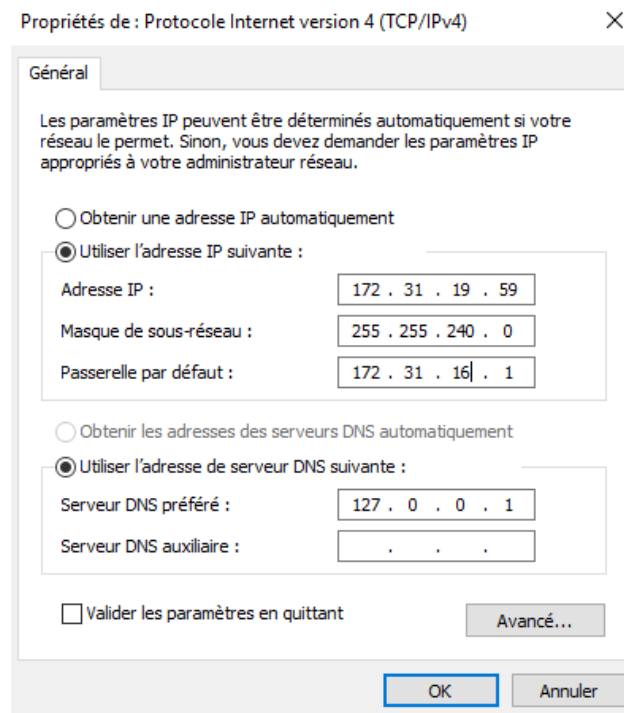 Propriétés de : Protocole Internet version 4 (TCP/IPv4)
Général
Les paramètres IP peuvent être déterminés automatiquement si votre
réseau le permet. Sinon, vous devez demander les paramètres IP
appropriés à votre administrateur réseau.
Obtenir une adresse IP automatiquement
Utiliser l'adresse IP suivante :
Adresse IP : 172 . 31 . 19 . 59
Masque de sous-réseau : 255 . 255 . 240 . 0
Passerelle par défaut : 172 . 31 . 16 . 1
Obtenir les adresses des serveurs DNS automatiquement
Utiliser l'adresse de serveur DNS suivante :
Serveur DNS préféré : 127 . 0 . 0 . 1
Serveur DNS auxiliaire : . . .
Valider les paramètres en quittant
Avancé...
OK Annuler